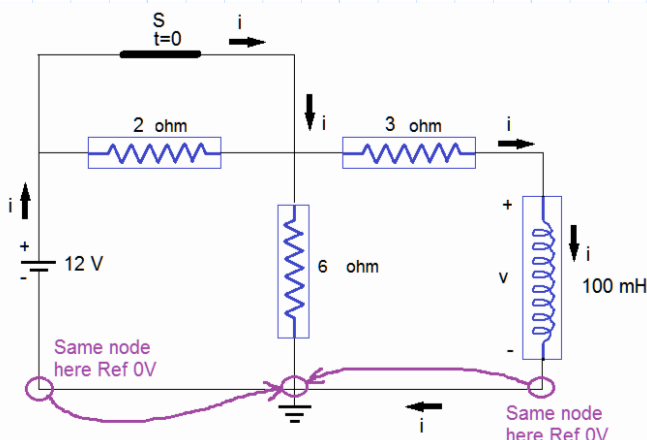 S
t=0
i
2 ohm
i
3 ohm
i
i
+
-
12 V
6 ohm
+
v
-
i
100 mH
Same node
here Ref 0V
i
Same node
here Ref 0V